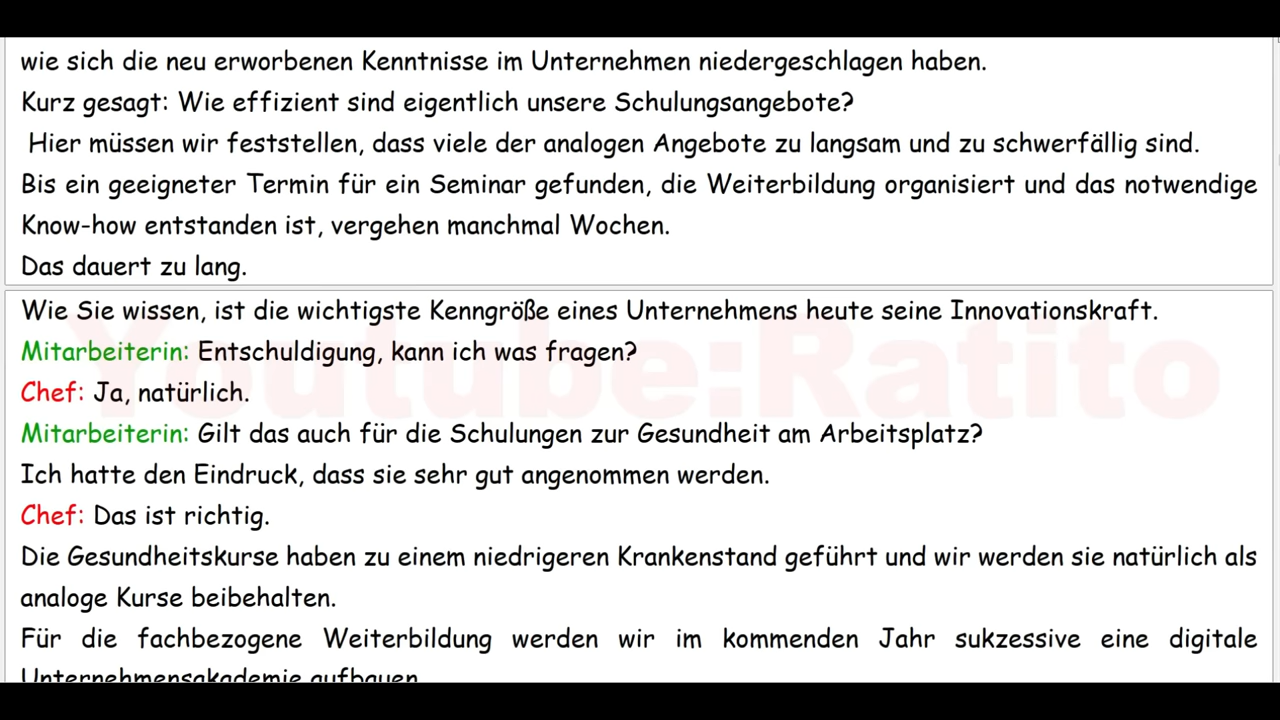 wie sich die neu erworbenen Kenntnisse im Unternehmen niedergeschlagen haben.
Kurz gesagt: Wie effizient sind eigentlich unsere Schulungsangebote?
Hier müssen wir feststellen, dass viele der analogen Angebote zu langsam und zu schwerfällig sind.
Bis ein geeigneter Termin für ein Seminar gefunden, die Weiterbildung organisiert und das notwendige
Know-how entstanden ist, vergehen manchmal Wochen.
Das dauert zu lang.
Wie Sie wissen, ist die wichtigste Kenngröße eines Unternehmens heute seine Innovationskraft.
Mitarbeiterin: Entschuldigung, kann ich was fragen?
Youtube:Ratito
Chef: Ja, natürlich.
Mitarbeiterin: Gilt das auch für die Schulungen zur Gesundheit am Arbeitsplatz?
Ich hatte den Eindruck, dass sie sehr gut angenommen werden.
Chef: Das ist richtig.
Die Gesundheitskurse haben zu einem niedrigeren Krankenstand geführt und wir werden sie natürlich als
analoge Kurse beibehalten.
Für die fachbezogene Weiterbildung werden wir im kommenden Jahr sukzessive eine digitale
Unternehmensakademie aufbauen